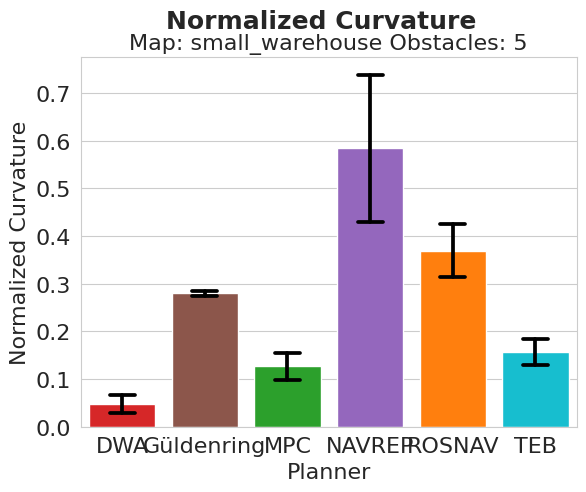 Normalized Curvature
Map: small_warehouse Obstacles: 5
Normalized Curvature
0.7
0.6
0.5
0.4
0.3
0.2
0.1
0.0
DWA Güldenring MPC NAVREP ROSNAV TEB
Planner